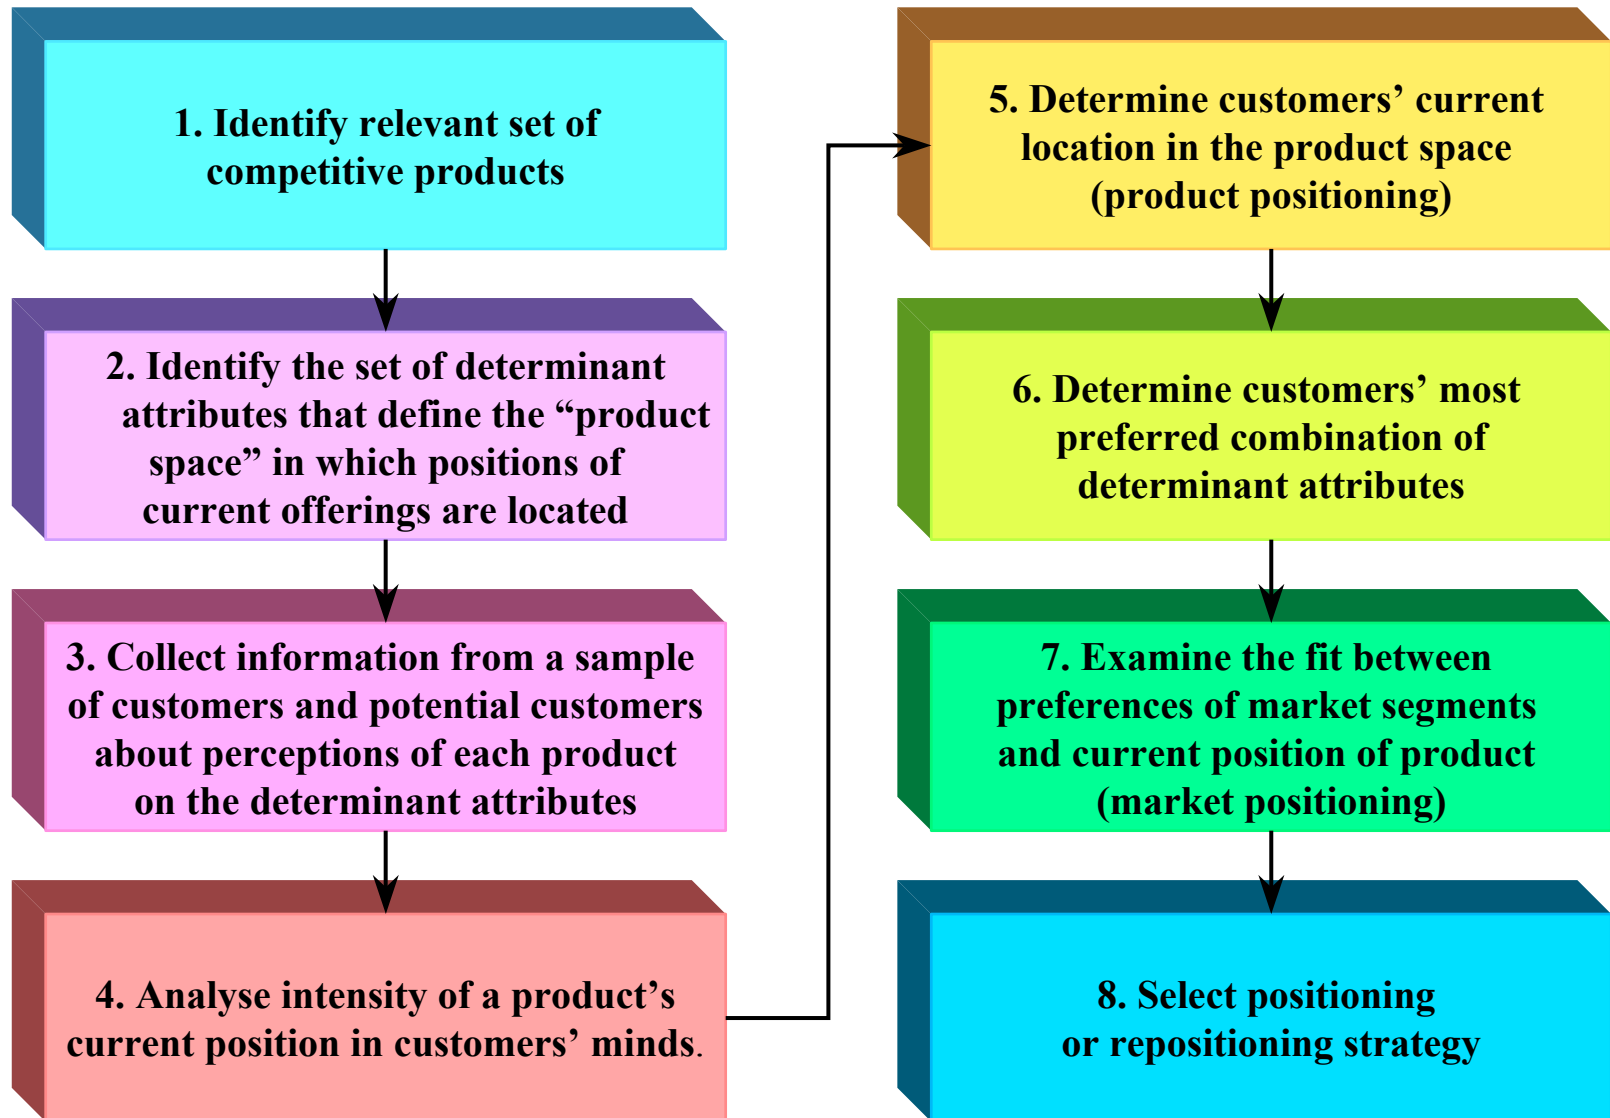 1. Identify relevant set of
competitive products
2. Identify the set of determinant
attributes that define the “product
space” in which positions of
current offerings are located
3. Collect information from a sample
of customers and potential customers
about perceptions of each product
on the determinant attributes
4. Analyse intensity of a product’s
current position in customers’ minds.
5. Determine customers’ current
location in the product space
(product positioning)
6. Determine customers’ most
preferred combination of
determinant attributes
7. Examine the fit between
preferences of market segments
and current position of product
(market positioning)
8. Select positioning
or repositioning strategy